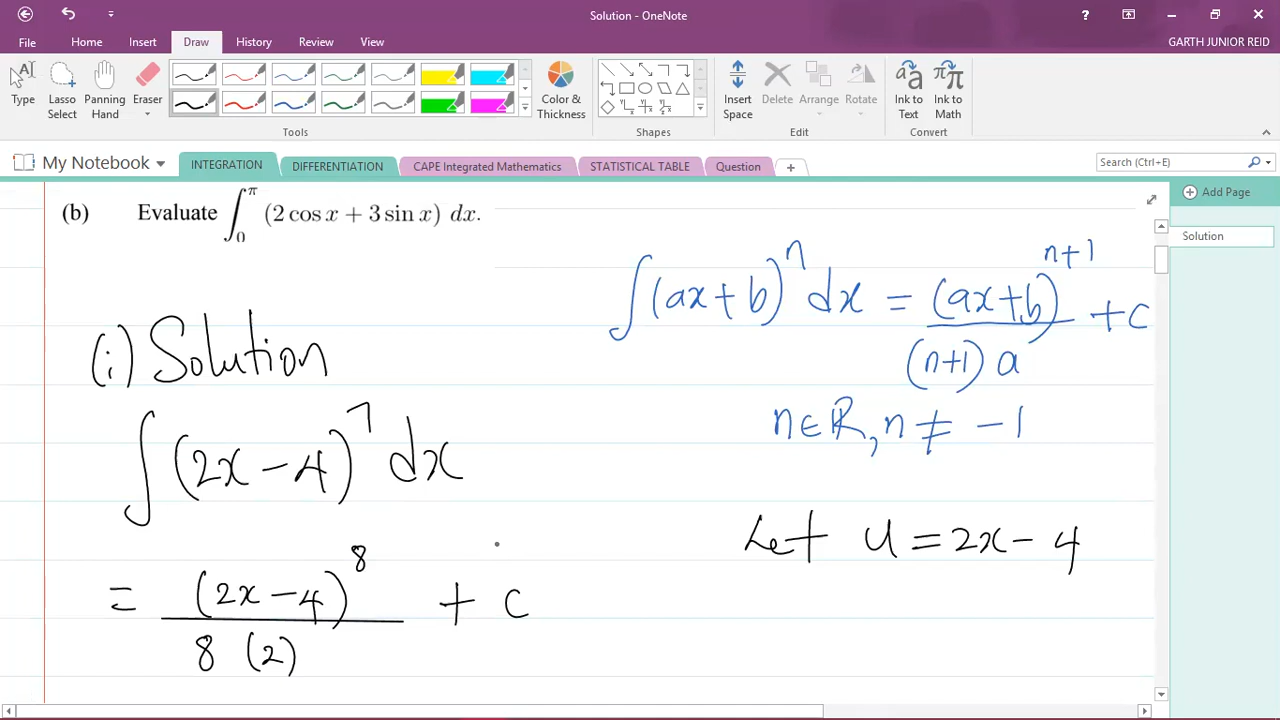 Solution - OneNote
GARTH JUNIOR REID
File Home Insert Draw History Review View
Type
Lasso Select
Panning Hand
Eraser
Color & Thickness
Insert Space
Delete
Arrange
Rotate
Ink to Text
Ink to Math
Tools
Shapes
Edit
Convert
My Notebook
INTEGRATION
DIFFERENTIATION
CAPE Integrated Mathematics
STATISTICAL TABLE
Question
Search (Ctrl+E)
Add Page
Solution
(b) Evaluate ∫₀^π (2 cos x + 3 sin x) dx.
∫(ax+b)^n dx = (ax+b)^(n+1) / (n+1) a + c
n∈ℝ, n ≠ -1
(i) Solution
∫(2x-4)^7 dx
Let u = 2x - 4
= (2x-4)^8 / 8 (2) + c